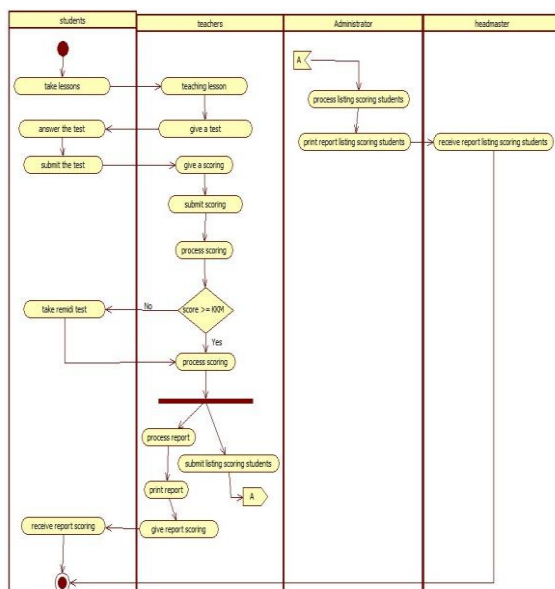 students
teachers
Administrator
headmaster
A
take lessons
teaching lesson
process listing scoring students
answer the test
give a test
print report listing scoring students
receive report listing scoring students
submit the test
give a scoring
submit scoring
process scoring
take remidi test
No
score >= KKM
Yes
process scoring
process report
submit listing scoring students
print report
A
receive report scoring
give report scoring